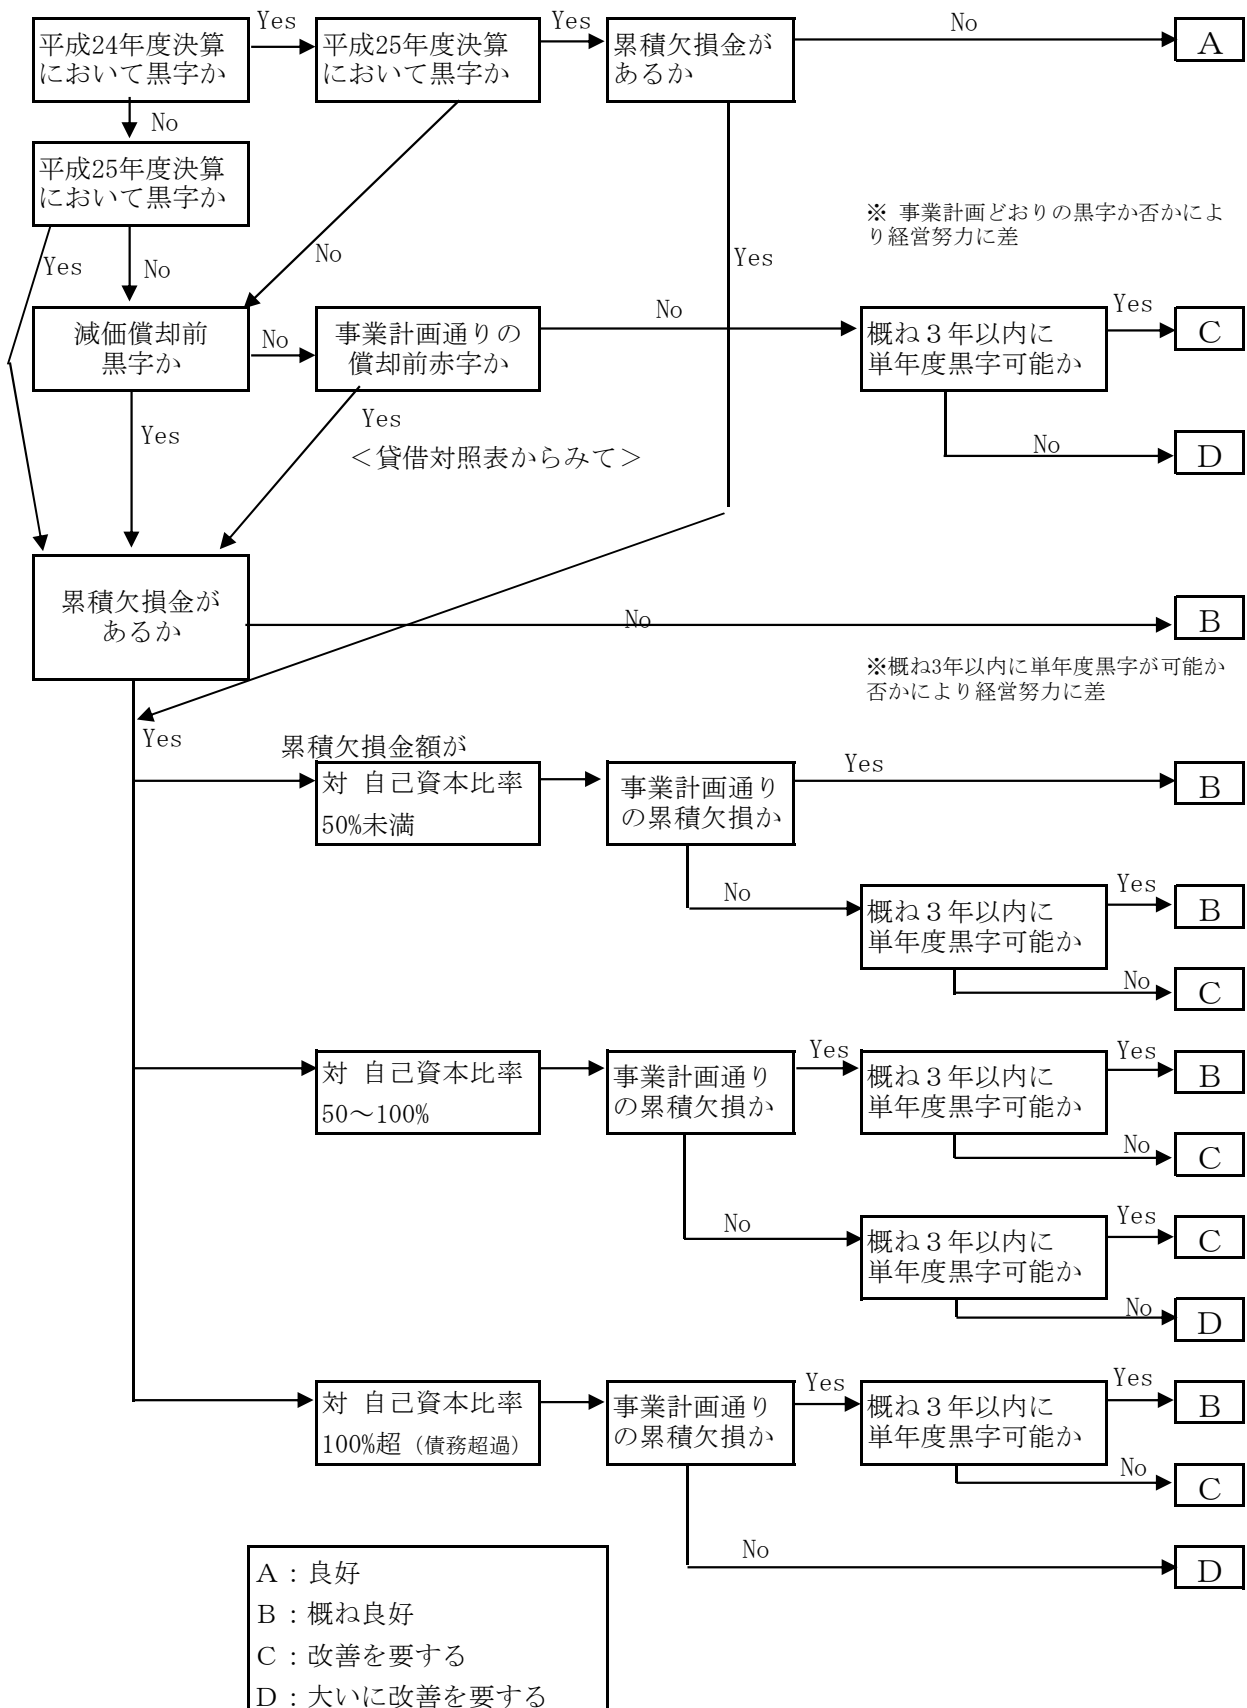 平成24年度決算
において黒字か
Yes
平成25年度決算
において黒字か
Yes
累積欠損金が
あるか
No
A
No
平成25年度決算
において黒字か
※ 事業計画どおりの黒字か否かによ
り経営努力に差
Yes
No
No
Yes
減価償却前
黒字か
No
事業計画通りの
償却前赤字か
No
概ね３年以内に
単年度黒字可能か
Yes
C
Yes
Yes
＜貸借対照表からみて＞
No
D
累積欠損金が
あるか
No
B
※概ね3年以内に単年度黒字が可能か
否かにより経営努力に差
Yes
累積欠損金額が
対 自己資本比率
50%未満
事業計画通り
の累積欠損か
Yes
B
No
概ね３年以内に
単年度黒字可能か
Yes
B
No
C
対 自己資本比率
50～100%
事業計画通り
の累積欠損か
Yes
概ね３年以内に
単年度黒字可能か
Yes
B
No
C
No
概ね３年以内に
単年度黒字可能か
Yes
C
No
D
対 自己資本比率
100%超（債務超過）
事業計画通り
の累積欠損か
Yes
概ね３年以内に
単年度黒字可能か
Yes
B
No
C
No
D
A：良好
B：概ね良好
C：改善を要する
D：大いに改善を要する